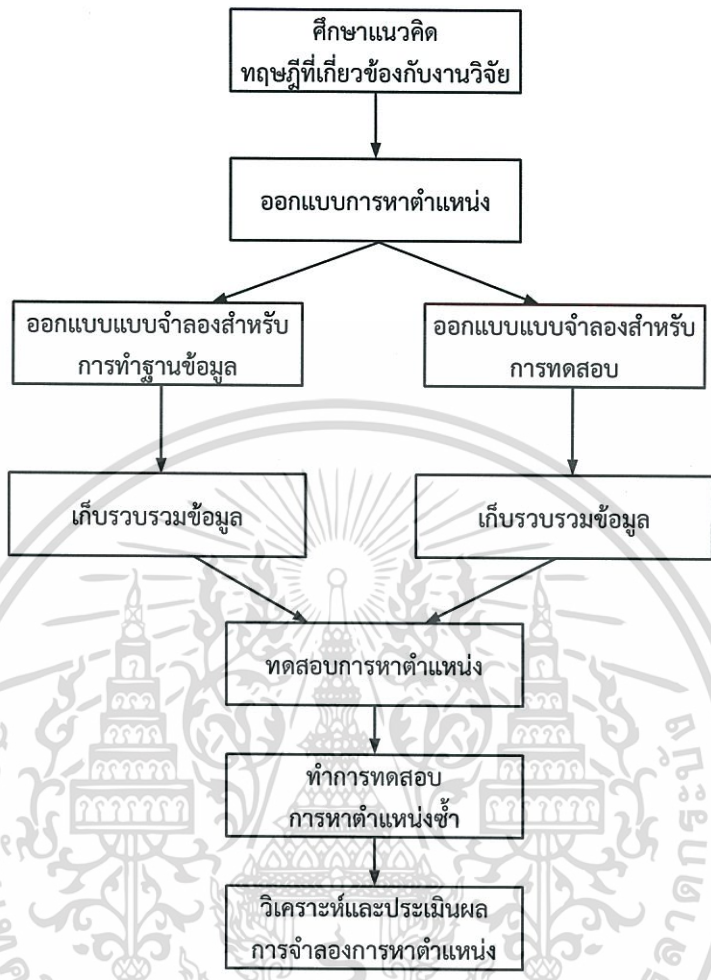 ศึกษาแนวคิด
ทฤษฎีที่เกี่ยวข้องกับงานวิจัย
ออกแบบการหาตำแหน่ง
ออกแบบแบบจำลองสำหรับ
การทำฐานข้อมูล
ออกแบบแบบจำลองสำหรับ
การทดสอบ
เก็บรวบรวมข้อมูล
เก็บรวบรวมข้อมูล
ทดสอบการหาตำแหน่ง
ทำการทดสอบ
การหาตำแหน่งซ้ำ
วิเคราะห์และประเมินผล
การจำลองการหาตำแหน่ง